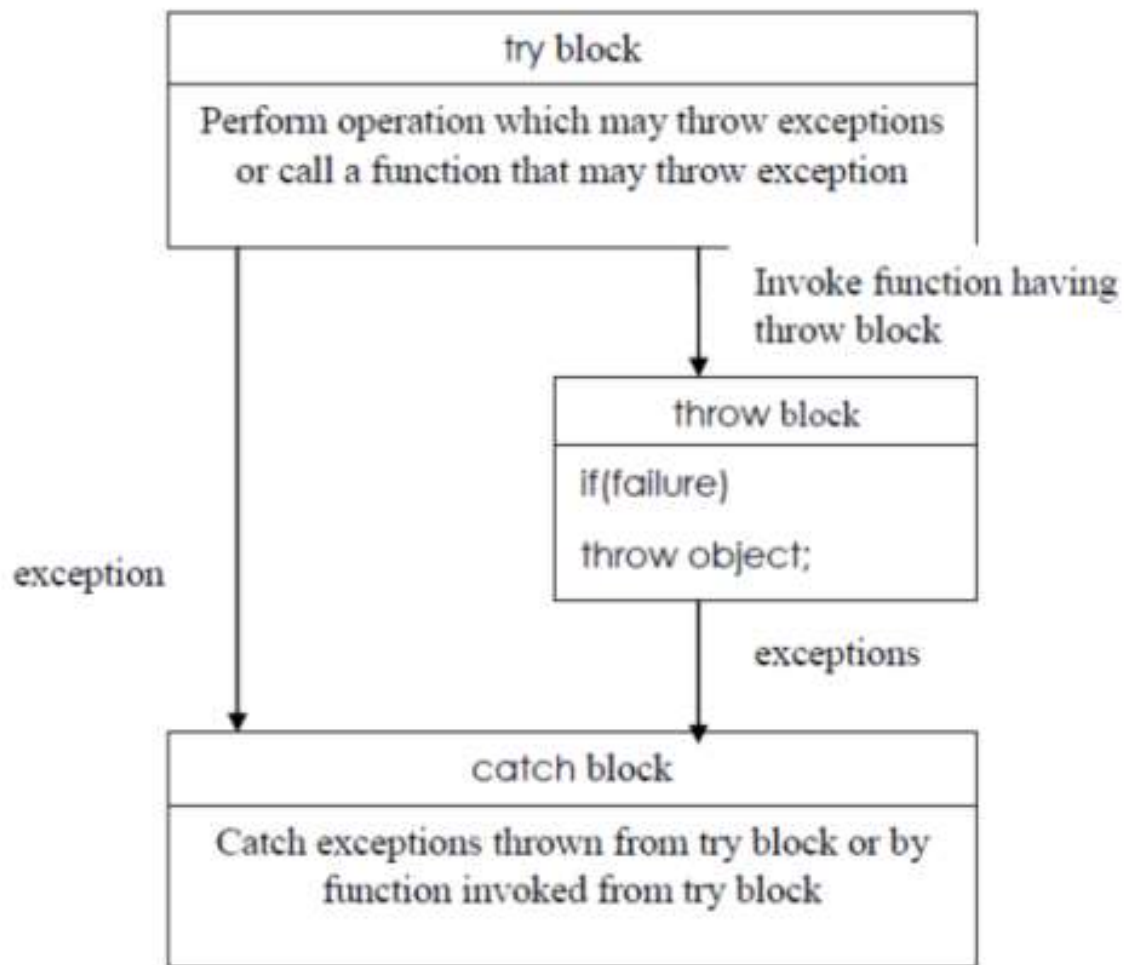 try block
Perform operation which may throw exceptions
or call a function that may throw exception
Invoke function having
throw block
throw block
if(failure)
throw object;
exception
exceptions
catch block
Catch exceptions thrown from try block or by
function invoked from try block